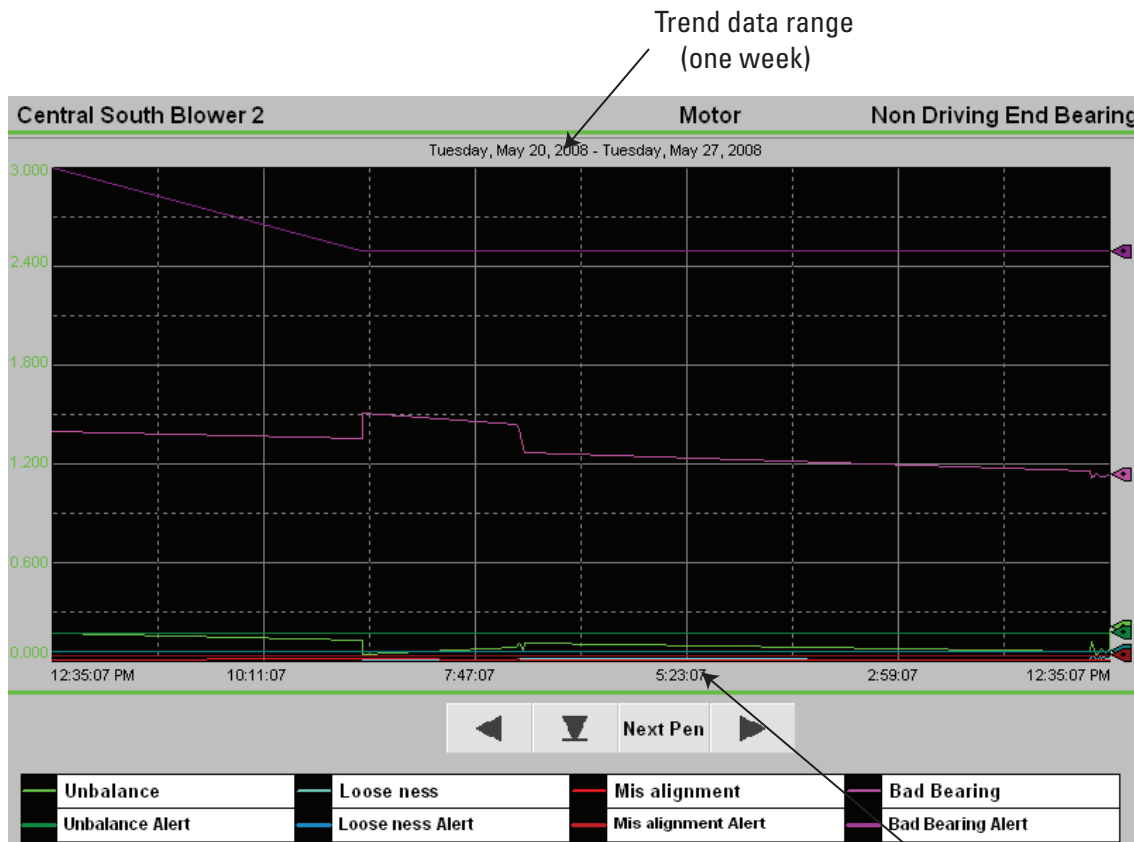 Trend data range
(one week)
Central South Blower 2 Motor Non Driving End Bearing
Tuesday, May 20, 2008 - Tuesday, May 27, 2008
3.000
2.400
1.800
1.200
0.600
0.000
12:35:07 PM 10:11:07 7:47:07 5:23:07 2:59:07 12:35:07 PM
Next Pen
Unbalance Loose ness Mis alignment Bad Bearing
Unbalance Alert Loose ness Alert Mis alignment Alert Bad Bearing Alert